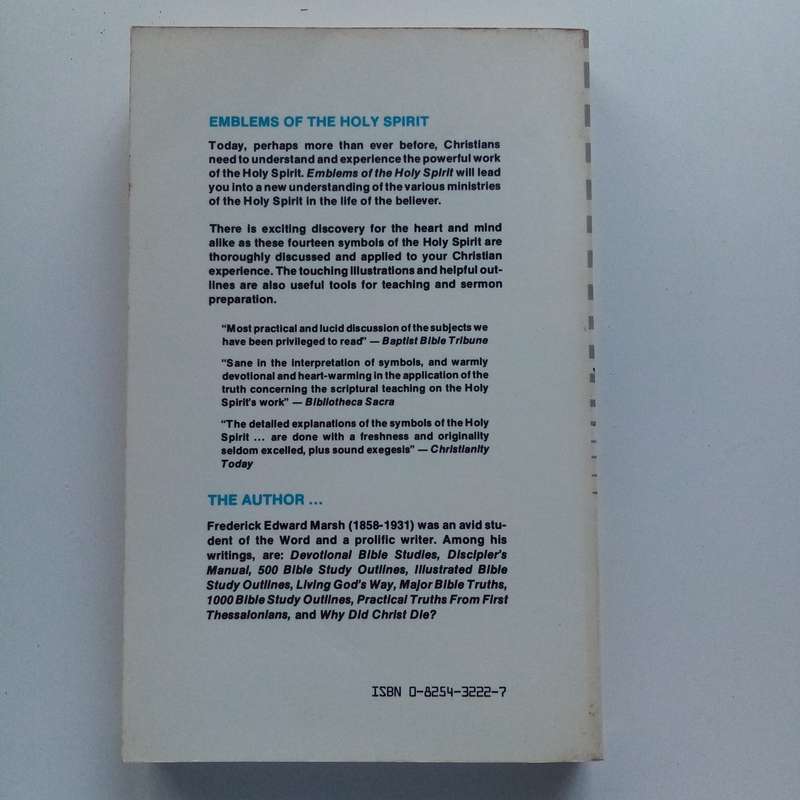 EMBLEMS OF THE HOLY SPIRIT
Today, perhaps more than ever before, Christians
need to understand and experience the powerful work
of the Holy Spirit. Emblems of the Holy Spirit will lead
you into a new understanding of the various ministries
of the Holy Spirit in the life of the believer.
There is exciting discovery for the heart and mind
alike as these fourteen symbols of the Holy Spirit are
thoroughly discussed and applied to your Christian
experience. The touching illustrations and helpful out-
lines are also useful tools for teaching and sermon
preparation.
"Most practical and lucid discussion of the subjects we
have been privileged to read" — Baptist Bible Tribune
"Sane in the interpretation of symbols, and warmly
devotional and heart-warming in the application of the
truth concerning the scriptural teaching on the Holy
Spirit's work" — Bibliotheca Sacra
"The detailed explanations of the symbols of the Holy
Spirit ... are done with a freshness and originality
seldom excelled, plus sound exegesis" — Christianity
Today
THE AUTHOR ...
Frederick Edward Marsh (1858-1931) was an avid stu-
dent of the Word and a prolific writer. Among his
writings, are: Devotional Bible Studies, Discipler's
Manual, 500 Bible Study Outlines, Illustrated Bible
Study Outlines, Living God's Way, Major Bible Truths,
1000 Bible Study Outlines, Practical Truths From First
Thessalonians, and Why Did Christ Die?
ISBN 0-8254-3222-7